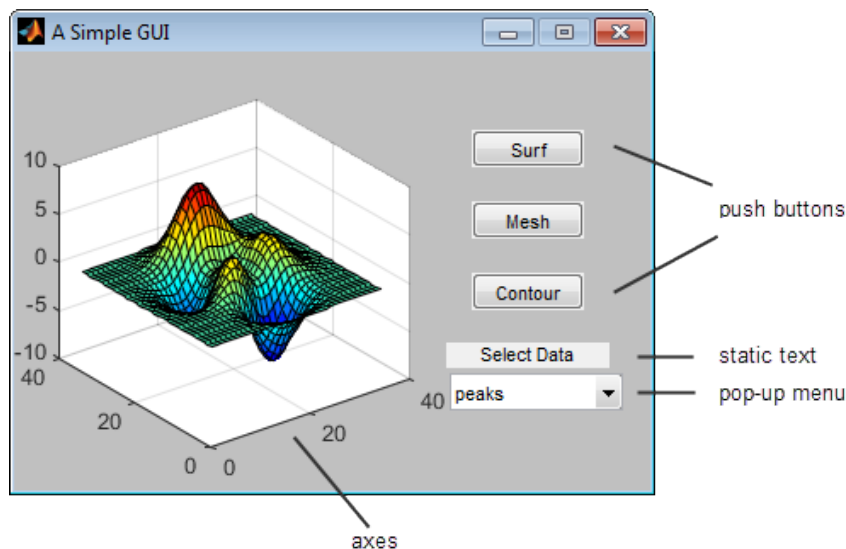 A Simple GUI
10
5
0
-5
-10
40
20
0
0
20
40
Surf
Mesh
Contour
Select Data
peaks
push buttons
static text
pop-up menu
axes